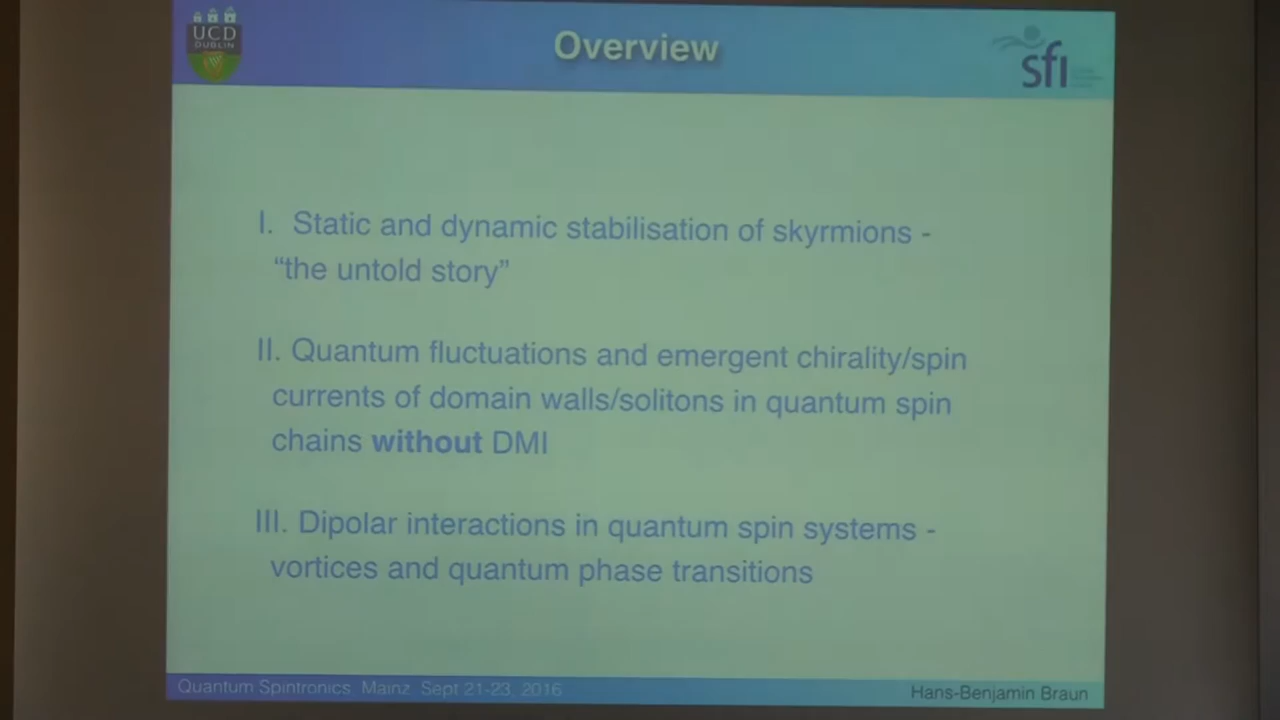 UCD
DUBLIN
Overview
sfi
I. Static and dynamic stabilisation of skyrmions -
“the untold story”
II. Quantum fluctuations and emergent chirality/spin
currents of domain walls/solitons in quantum spin
chains without DMI
III. Dipolar interactions in quantum spin systems -
vortices and quantum phase transitions
Quantum Spintronics, Mainz, Sept 21-23, 2016
Hans-Benjamin Braun